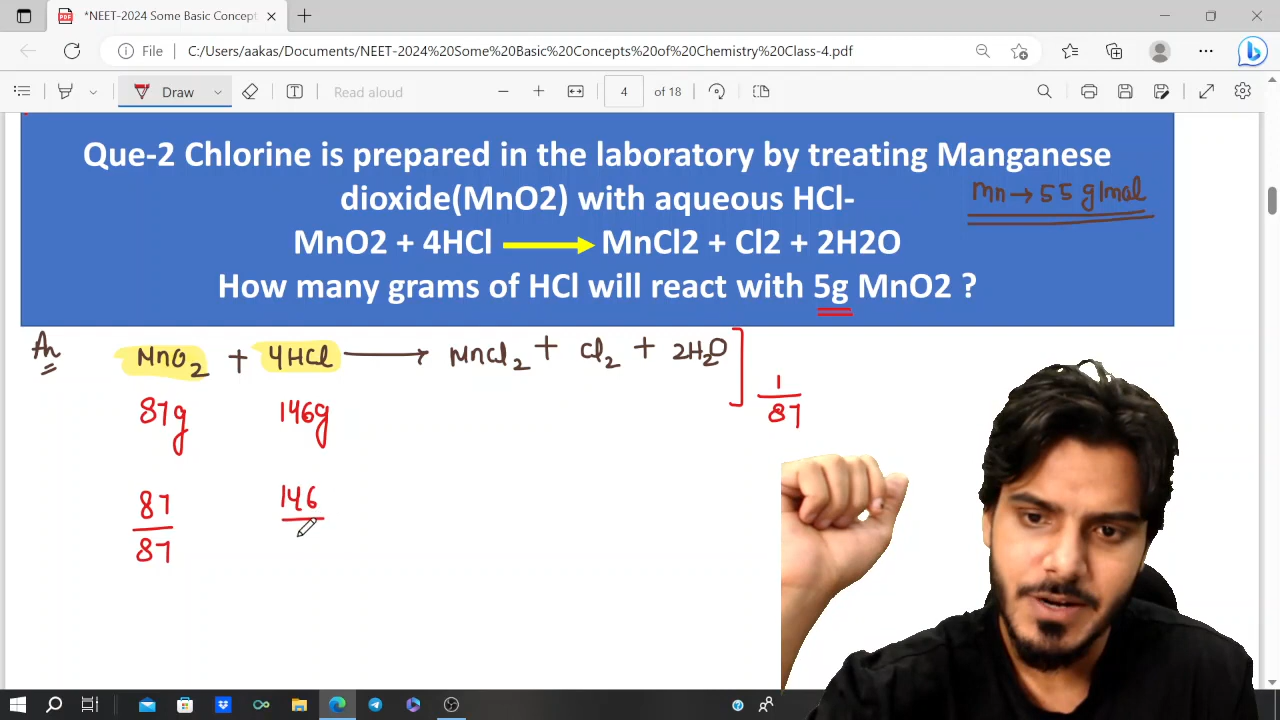 *NEET-2024 Some Basic Concept
File C:/Users/aakas/Documents/NEET-2024%20Some%20Basic%20Concepts%20of%20Chemistry%20Class-4.pdf
Draw Read aloud 4 of 18
Que-2 Chlorine is prepared in the laboratory by treating Manganese
dioxide(MnO2) with aqueous HCl-
Mn → 55 g/mol
MnO2 + 4HCl → MnCl2 + Cl2 + 2H2O
How many grams of HCl will react with 5g MnO2 ?
An MnO₂ + 4HCl → MnCl₂ + Cl₂ + 2H₂O
87g 146g 1/87
87/87 146